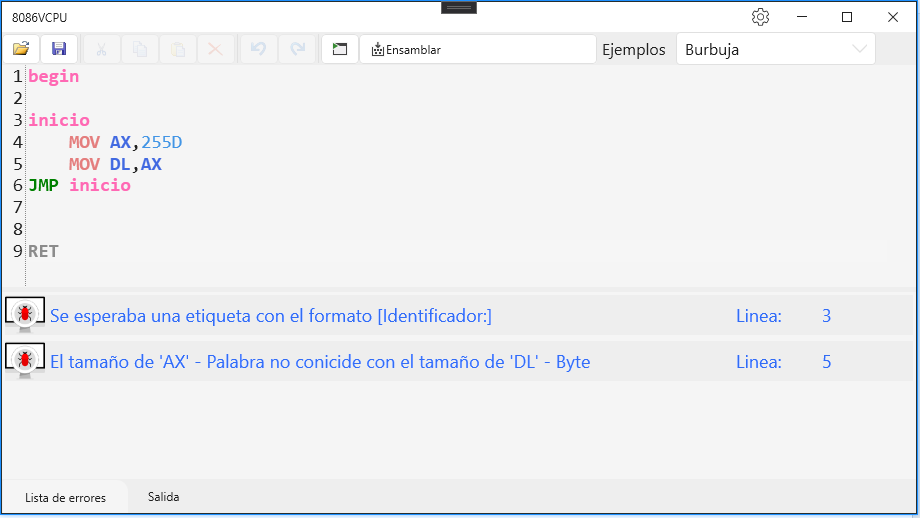 8086VCPU
Ensamblar Ejemplos Burbuja
1 begin
2
3 inicio
4 MOV AX,255D
5 MOV DL,AX
6 JMP inicio
7
8
9 RET
Se esperaba una etiqueta con el formato [Identificador:] Linea: 3
El tamaño de 'AX' - Palabra no conicide con el tamaño de 'DL' - Byte Linea: 5
Lista de errores Salida